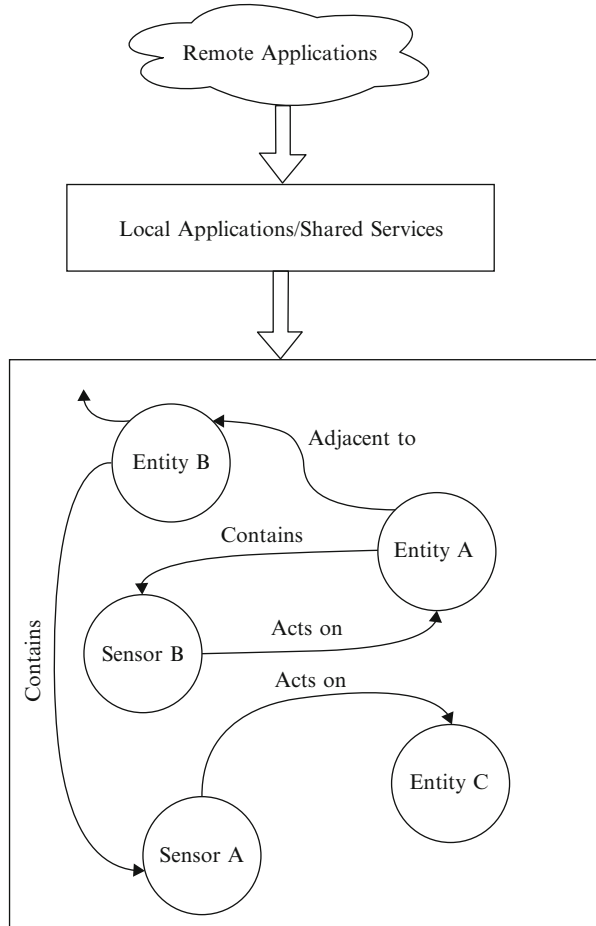 Remote Applications
Local Applications/Shared Services
Entity B
Adjacent to
Entity A
Contains
Sensor B
Acts on
Contains
Acts on
Entity C
Sensor A